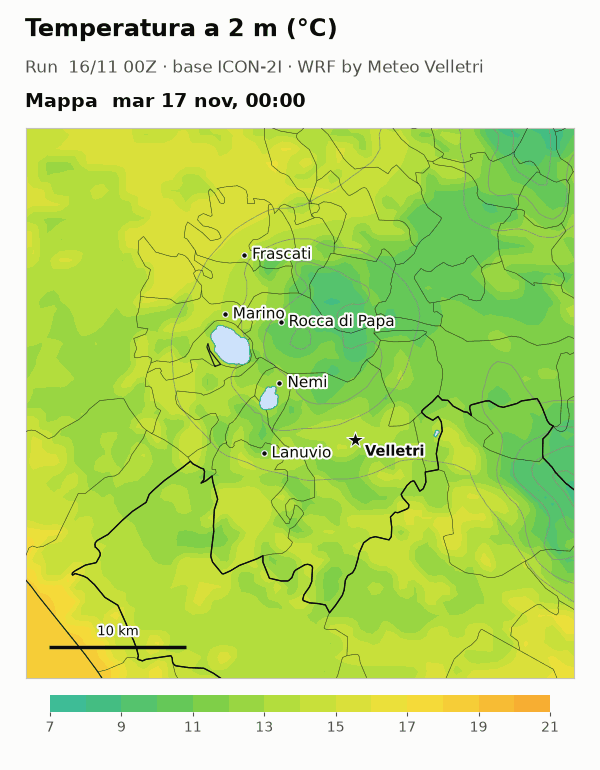 Temperatura a 2 m (°C)
Run  16/11 00Z · base ICON-2I · WRF by Meteo Velletri
Mappa  mar 17 nov, 00:00
Frascati
Marino
Rocca di Papa
Nemi
Velletri
Lanuvio
10 km
7 9 11 13 15 17 19 21